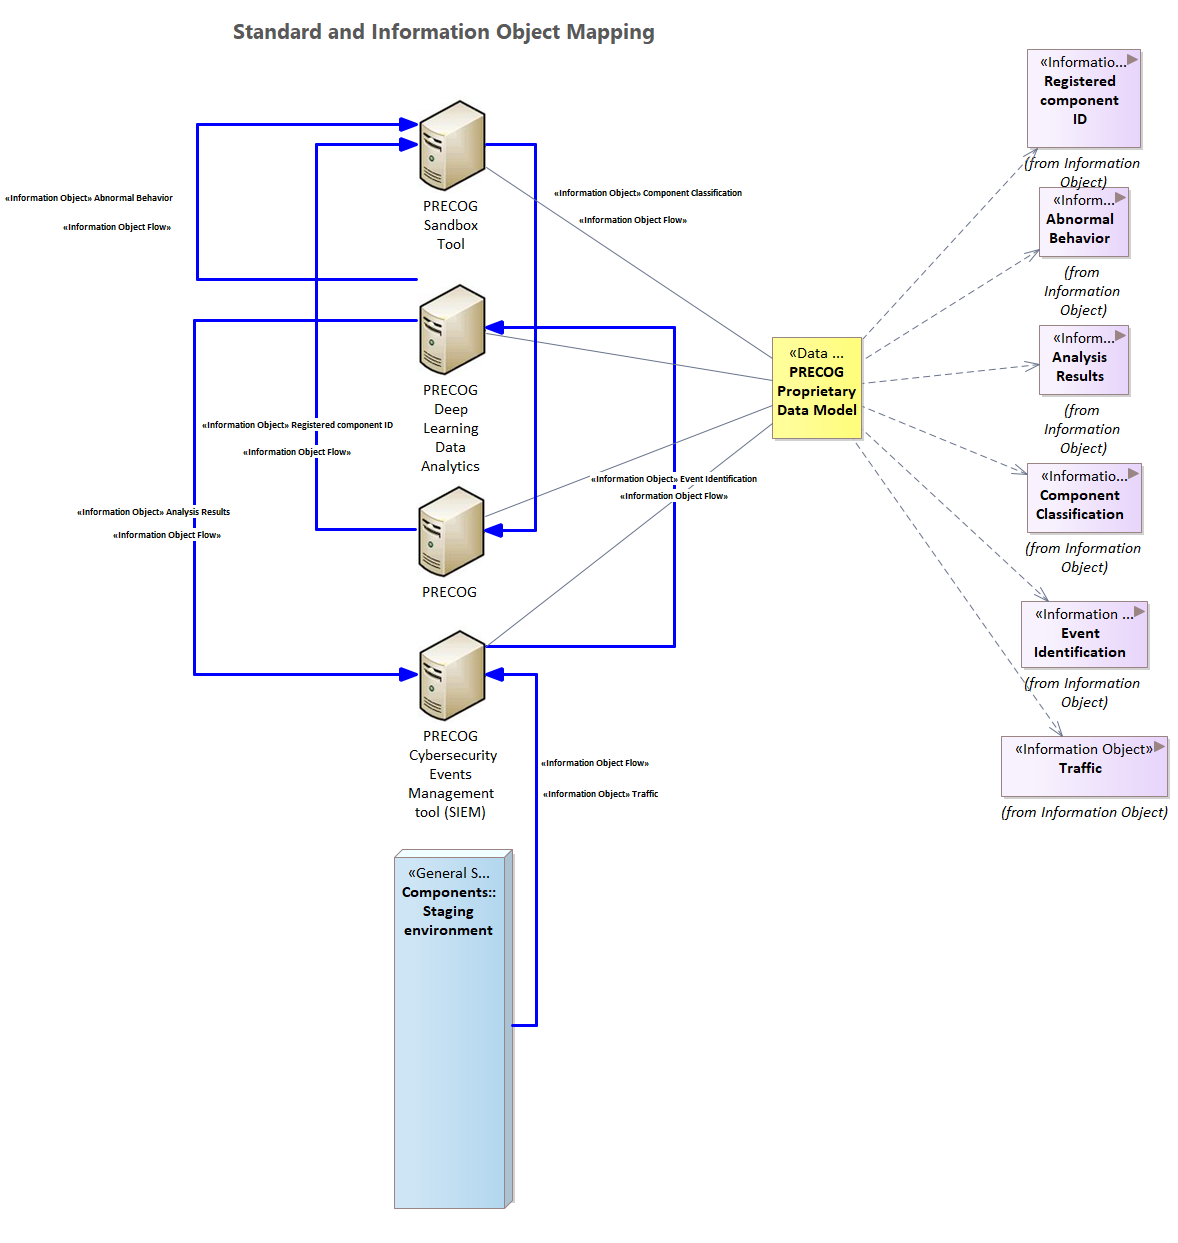 Standard and Information Object Mapping
«Informatio...
Registered
component
ID
(from Information
Object)
«Inform...
Abnormal
Behavior
(from
Information
Object)
«Inform...
Analysis
Results
(from
Information
Object)
«Informatio...
Component
Classification
(from Information
Object)
«Information ...
Event
Identification
(from Information
Object)
«Information Object»
Traffic
(from Information Object)
«Data ...
PRECOG
Proprietary
Data Model
PRECOG
Sandbox
Tool
«Information Object» Abnormal Behavior
«Information Object Flow»
«Information Object» Component Classification
«Information Object Flow»
PRECOG
Deep
Learning
Data
Analytics
«Information Object» Registered component ID
«Information Object Flow»
«Information Object» Event Identification
«Information Object Flow»
«Information Object» Analysis Results
«Information Object Flow»
PRECOG
PRECOG
Cybersecurity
Events
Management
tool (SIEM)
«Information Object Flow»
«Information Object» Traffic
«General S...
Components::
Staging
environment